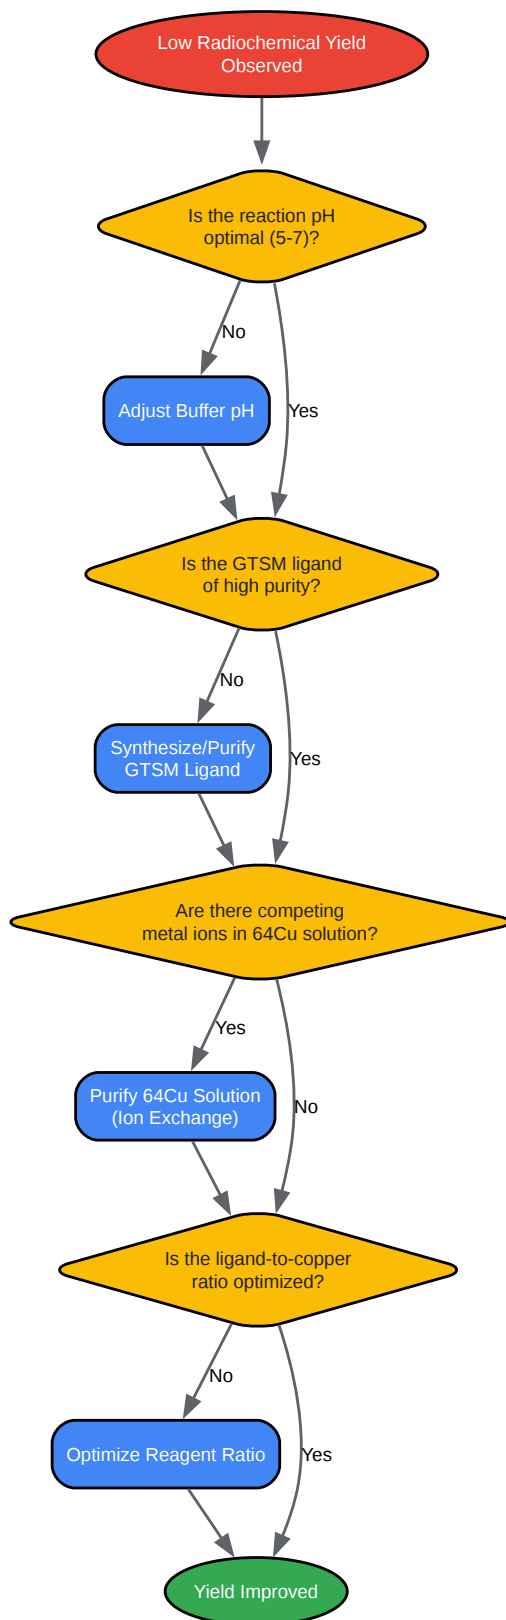 Low Radiochemical Yield
Observed
Is the reaction pH
optimal (5-7)?
No
Adjust Buffer pH
Yes
Is the GTSM ligand
of high purity?
No
Synthesize/Purify
GTSM Ligand
Yes
Are there competing
metal ions in 64Cu solution?
Yes
Purify 64Cu Solution
(Ion Exchange)
No
Is the ligand-to-copper
ratio optimized?
No
Optimize Reagent Ratio
Yes
Yield Improved